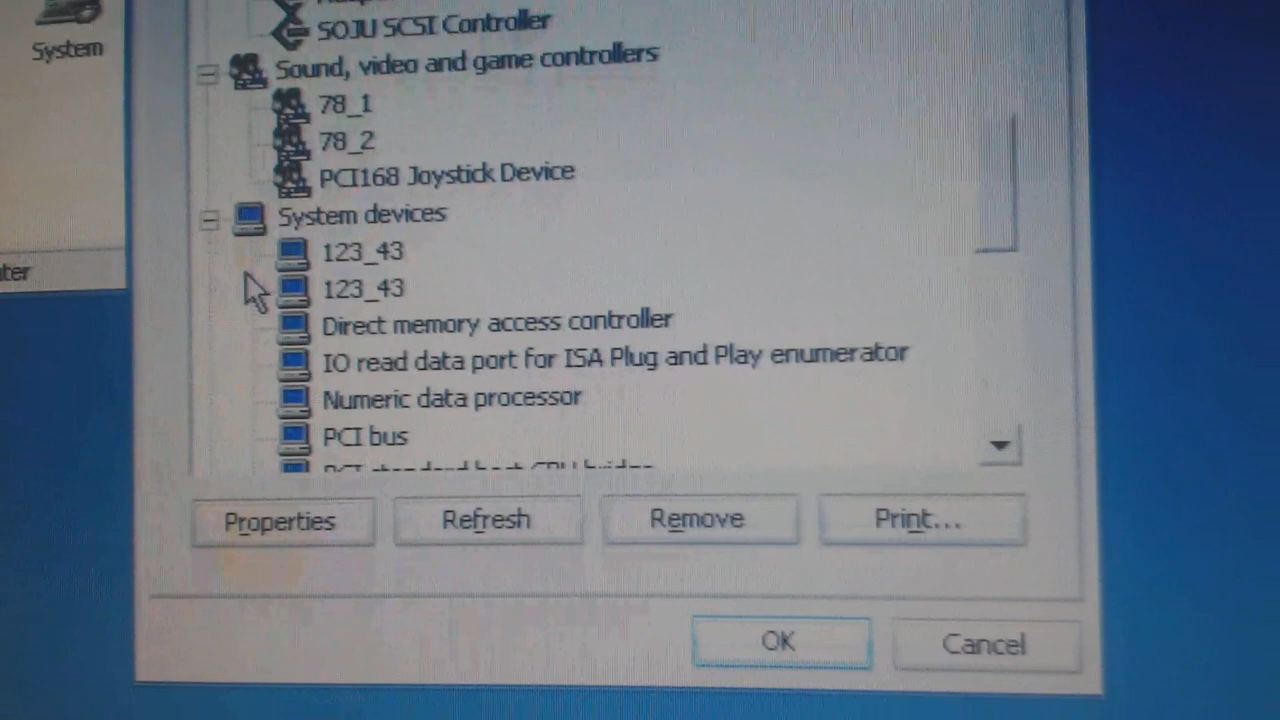 System
SOJU SCSI Controller
Sound, video and game controllers
78_1
78_2
PCI168 Joystick Device
System devices
123_43
123_43
Direct memory access controller
IO read data port for ISA Plug and Play enumerator
Numeric data processor
PCI bus
Properties
Refresh
Remove
Print...
OK
Cancel